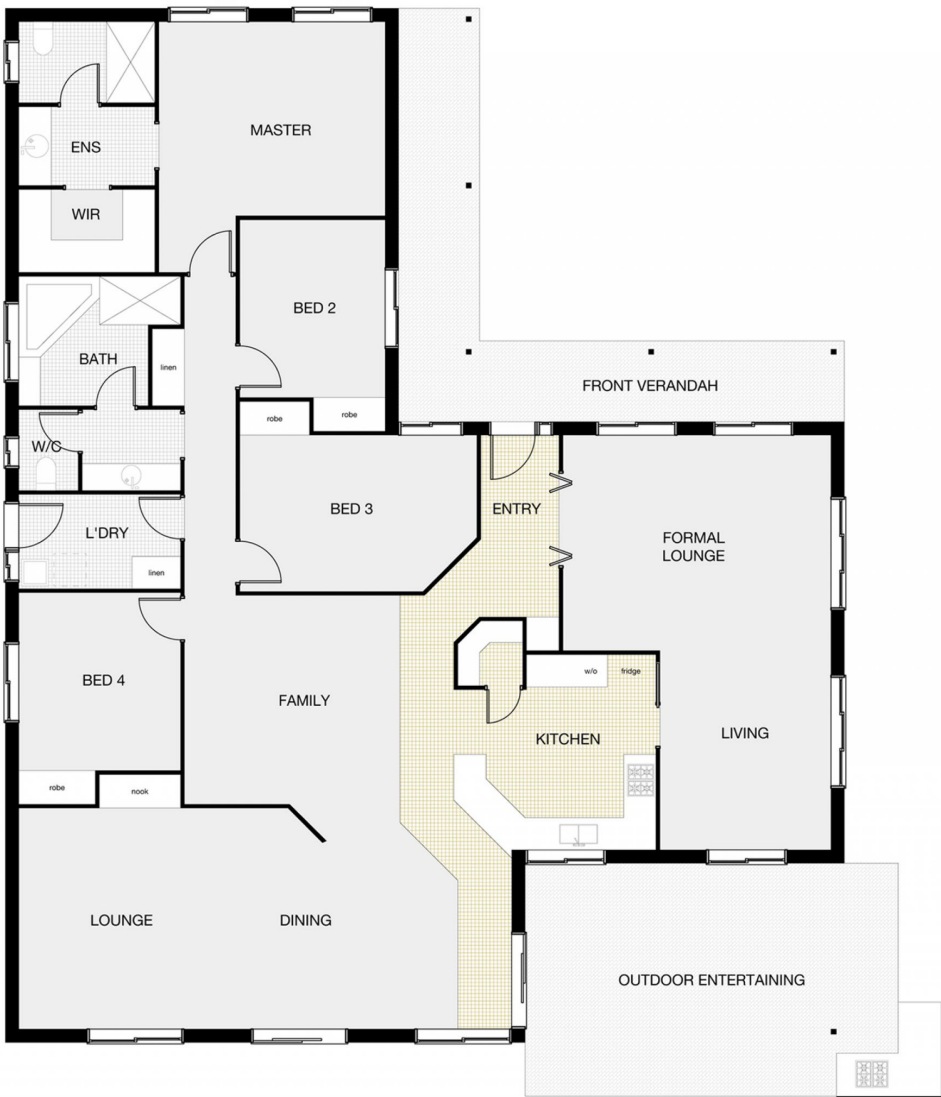 MASTER
ENS
WIR
BED 2
BATH
linen
FRONT VERANDAH
robe
robe
W/C
BED 3
ENTRY
L'DRY
FORMAL
LOUNGE
linen
BED 4
FAMILY
w/o
fridge
KITCHEN
LIVING
robe
nook
LOUNGE
DINING
OUTDOOR ENTERTAINING